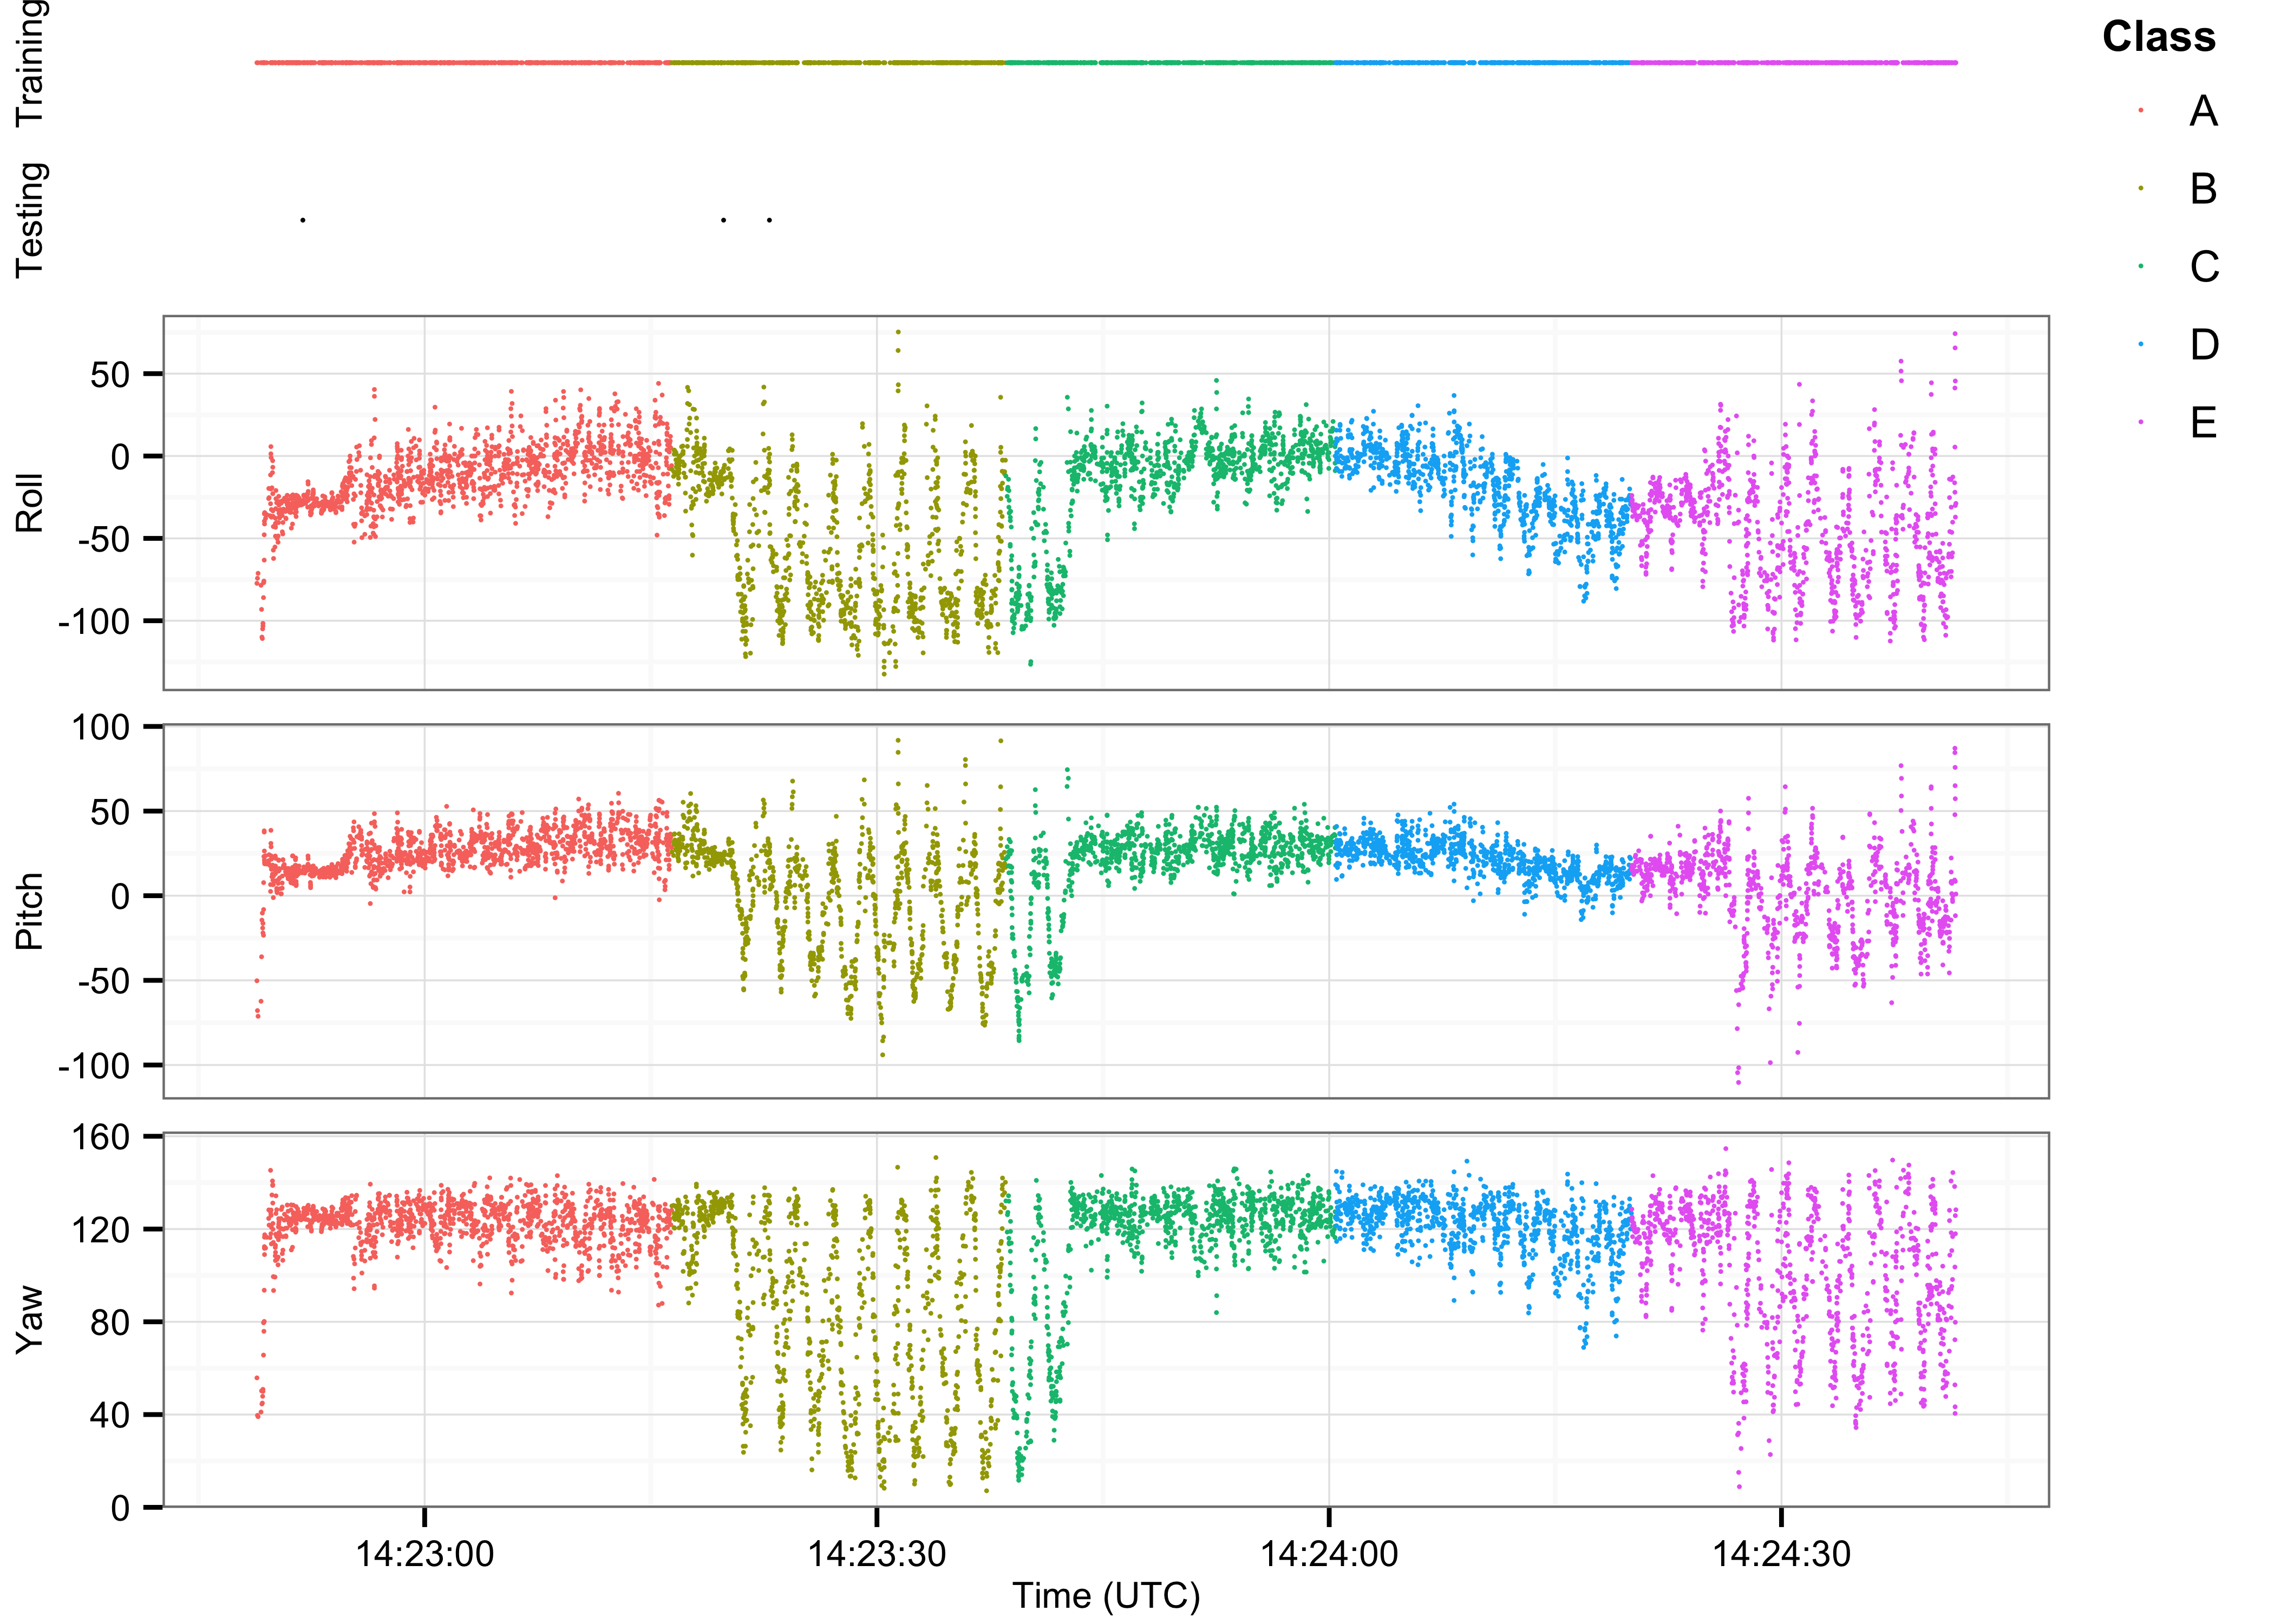 Training
Testing
Class
A
B
C
D
E
Roll
50
0
-50
-100
Pitch
100
50
0
-50
-100
Yaw
160
120
80
40
0
14:23:00 14:23:30 14:24:00 14:24:30
Time (UTC)